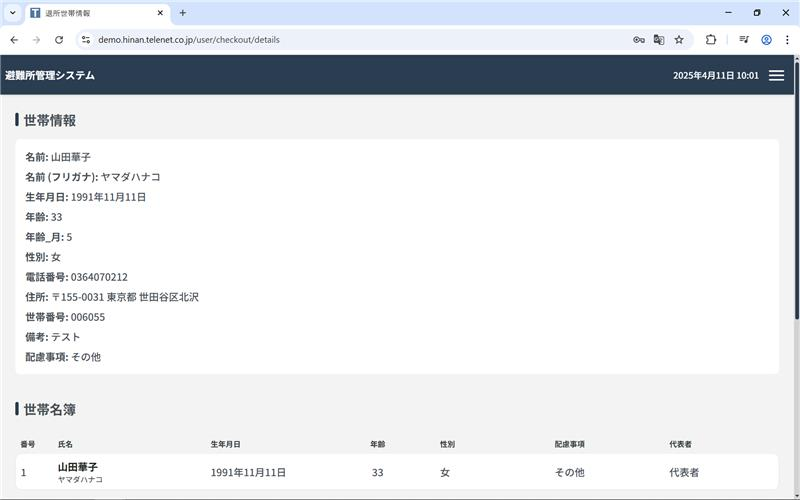 退所世帯情報
demo.hinan.telenet.co.jp/user/checkout/details
避難所管理システム
2025年4月11日 10:01
世帯情報
名前: 山田華子
名前 (フリガナ): ヤマダハナコ
生年月日: 1991年11月11日
年齢: 33
年齢_月: 5
性別: 女
電話番号: 0364070212
住所: 〒155-0031 東京都 世田谷区北沢
世帯番号: 006055
備考: テスト
配慮事項: その他
世帯名簿
番号 氏名 生年月日 年齢 性別 配慮事項 代表者
1 山田華子 1991年11月11日 33 女 その他 代表者
ヤマダハナコ